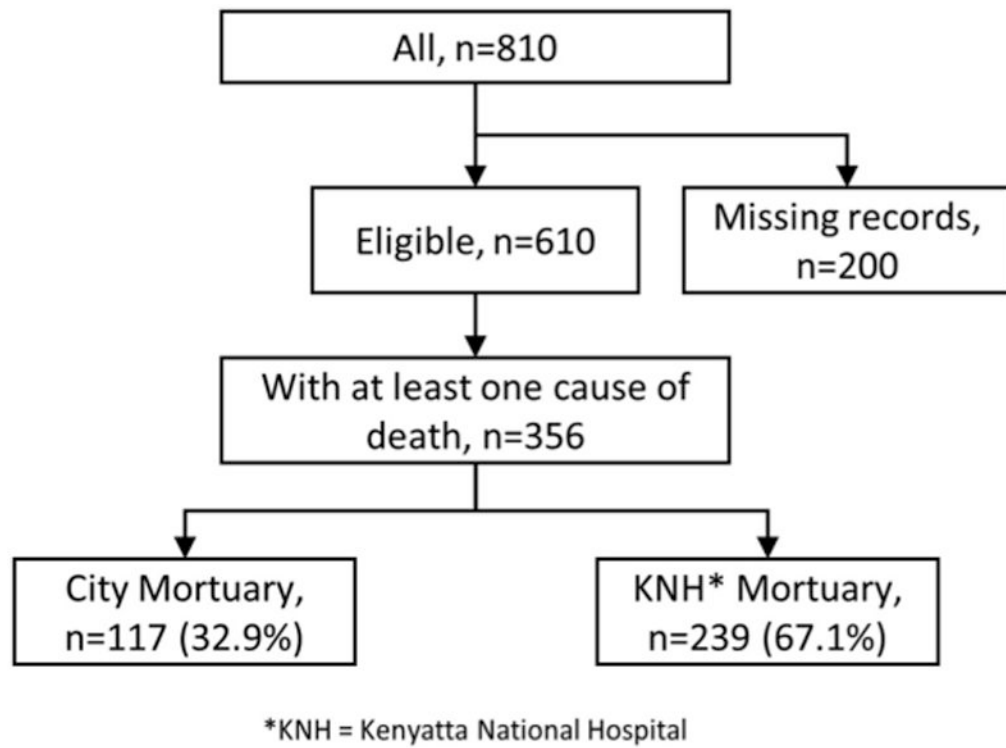 All, n=810
Eligible, n=610
Missing records,
n=200
With at least one cause of
death, n=356
City Mortuary,
n=117 (32.9%)
KNH* Mortuary,
n=239 (67.1%)
*KNH = Kenyatta National Hospital